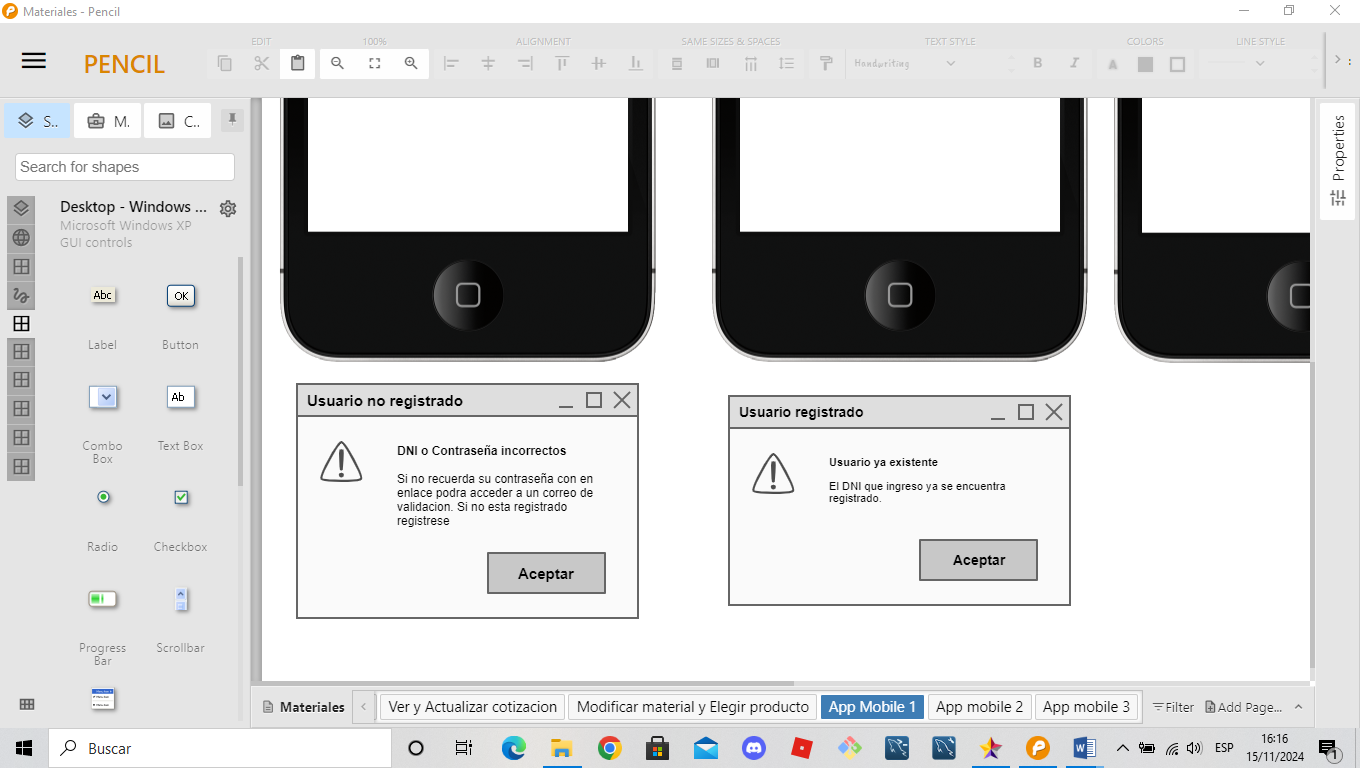 Materiales - Pencil
PENCIL
EDIT
100%
ALIGNMENT
SAME SIZES & SPACES
TEXT STYLE
COLORS
LINE STYLE
Handwriting
B
I
A
S..
M.
C..
Search for shapes
Desktop - Windows ...
Microsoft Windows XP
GUI controls
Abc
OK
Label
Button
Ab
Combo
Box
Text Box
Radio
Checkbox
Progress
Bar
Scrollbar
Usuario no registrado
DNI o Contraseña incorrectos
Si no recuerda su contraseña con en
enlace podra acceder a un correo de
validacion. Si no esta registrado
registrese
Aceptar
Usuario registrado
Usuario ya existente
El DNI que ingreso ya se encuentra
registrado.
Aceptar
Properties
Materiales
Ver y Actualizar cotizacion
Modificar material y Elegir producto
App Mobile 1
App mobile 2
App mobile 3
Filter
Add Page...
Buscar
ESP
16:16
15/11/2024
1